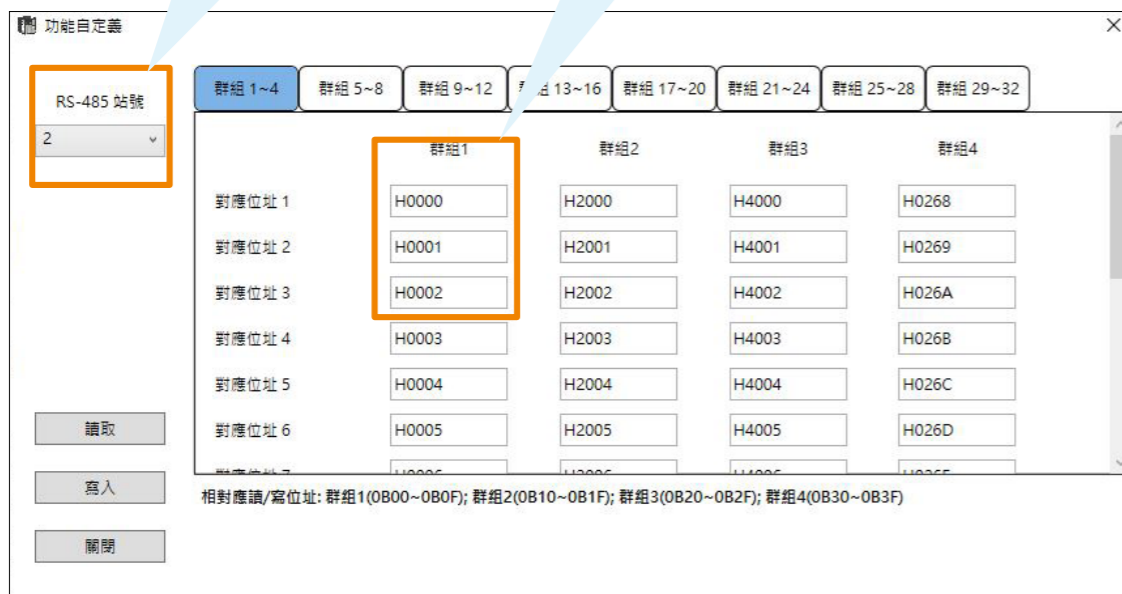 功能自定義
RS-485 站號
2
讀取
寫入
關閉
群組 1~4 群組 5~8 群組 9~12 組 13~16 群組 17~20 群組 21~24 群組 25~28 群組 29~32
群組1 群組2 群組3 群組4
對應位址 1 H0000 H2000 H4000 H0268
對應位址 2 H0001 H2001 H4001 H0269
對應位址 3 H0002 H2002 H4002 H026A
對應位址 4 H0003 H2003 H4003 H026B
對應位址 5 H0004 H2004 H4004 H026C
對應位址 6 H0005 H2005 H4005 H026D
相對應讀/寫位址: 群組1(0B00~0B0F); 群組2(0B10~0B1F); 群組3(0B20~0B2F); 群組4(0B30~0B3F)